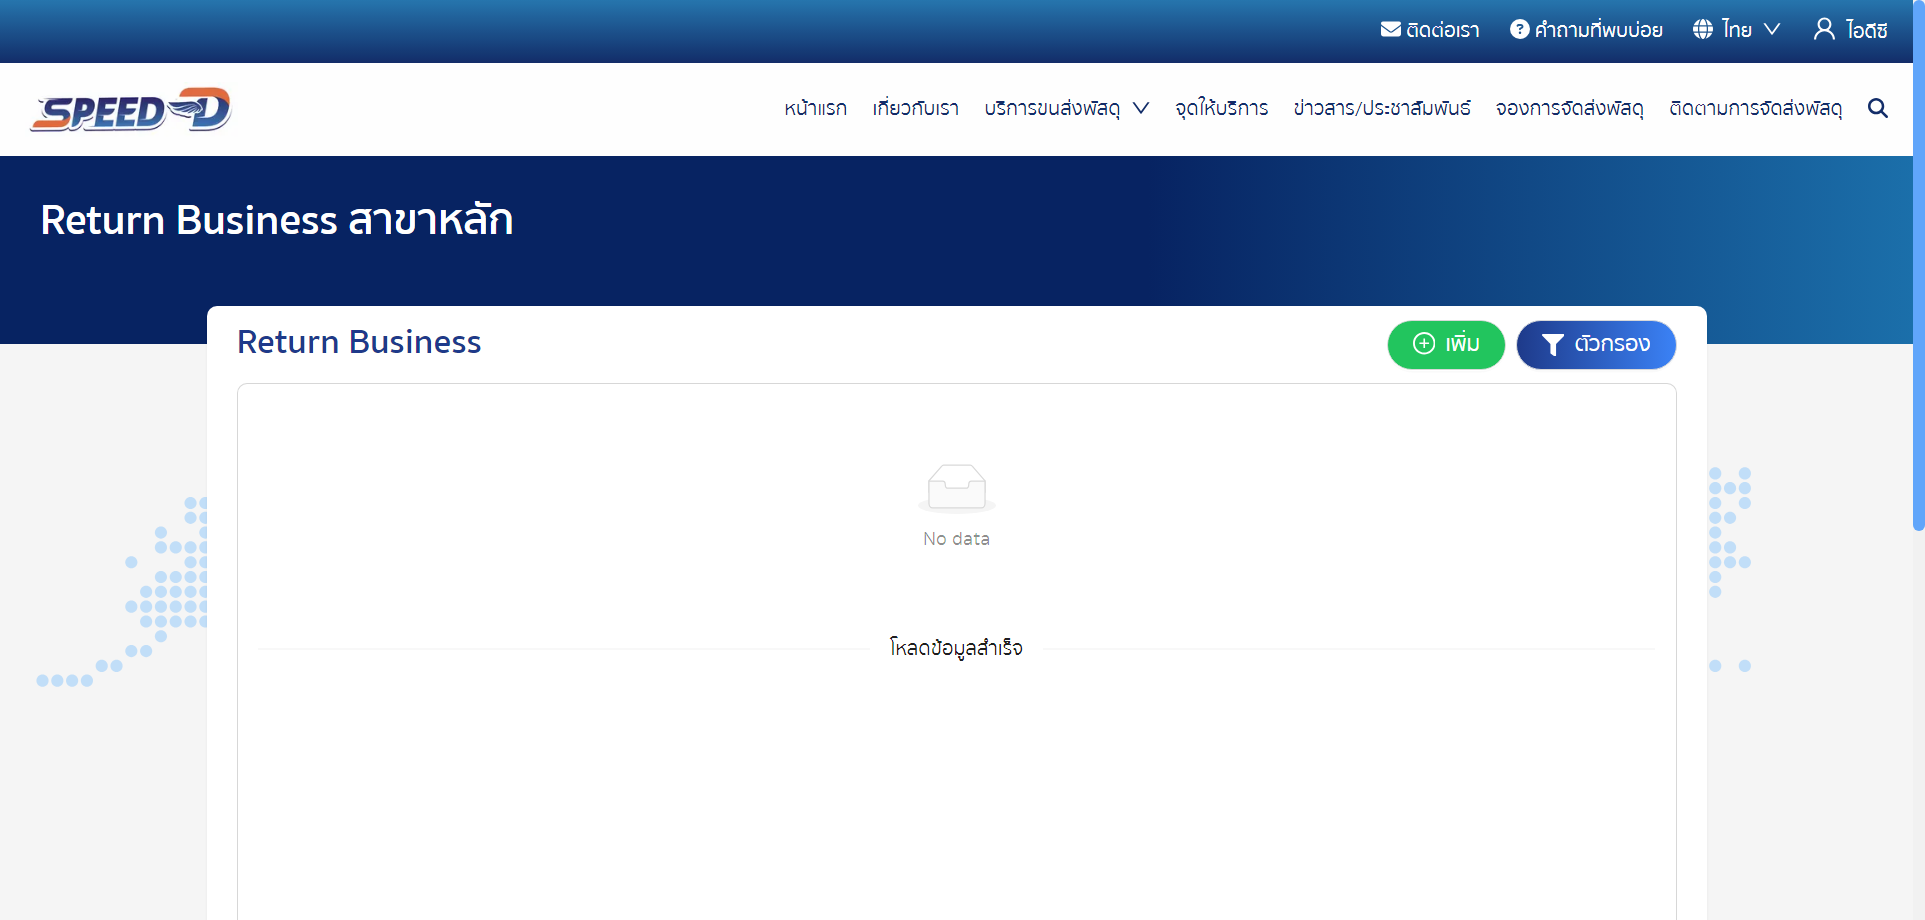 ติดต่อเรา คำถามที่พบบ่อย ไทย ไอดีซี
SPEED-D
หน้าแรก เกี่ยวกับเรา บริการขนส่งพัสดุ จุดให้บริการ ข่าวสาร/ประชาสัมพันธ์ จองการจัดส่งพัสดุ ติดตามการจัดส่งพัสดุ
Return Business สาขาหลัก
Return Business
เพิ่ม ตัวกรอง
No data
โหลดข้อมูลสำเร็จ